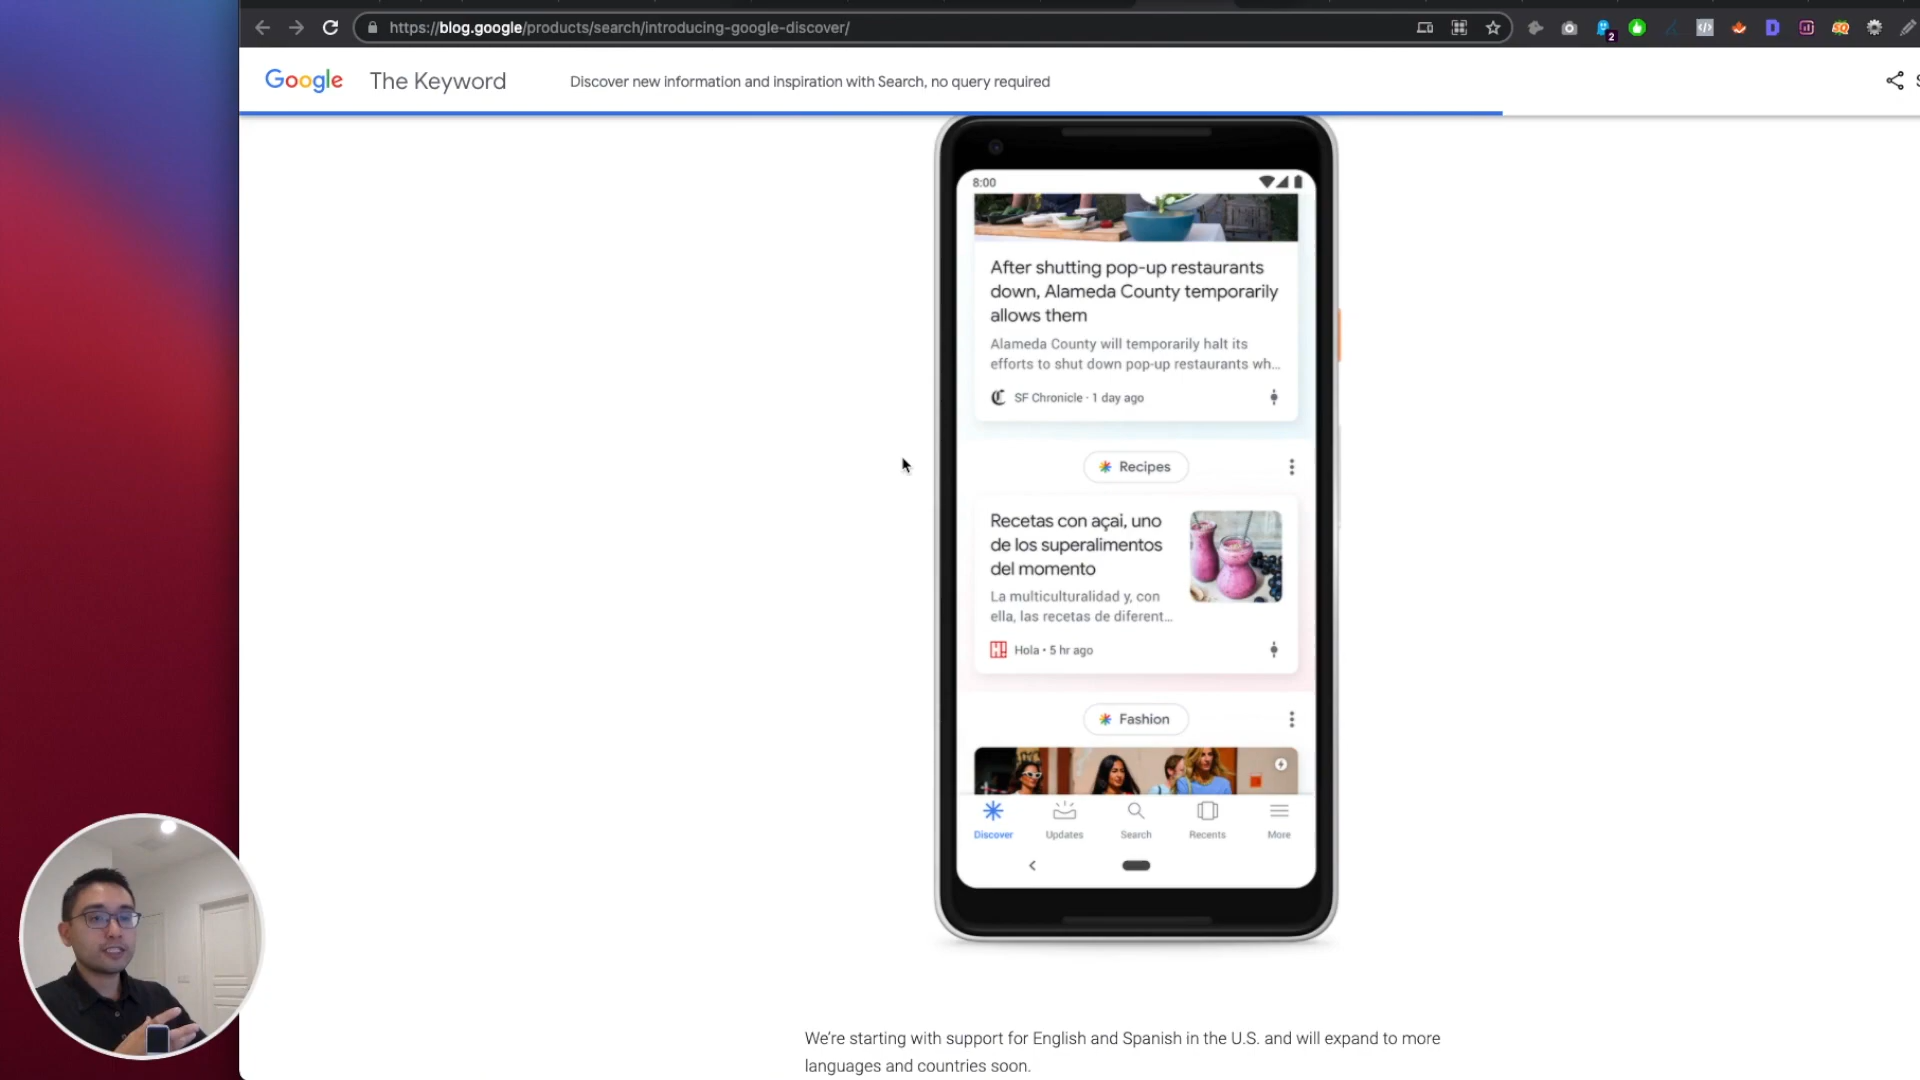 https://blog.google/products/search/introducing-google-discover/
2
Google The Keyword Discover new information and inspiration with Search, no query required
8:00
After shutting pop-up restaurants
down, Alameda County temporarily
allows them
Alameda County will temporarily halt its
efforts to shut down pop-up restaurants wh...
SF Chronicle · 1 day ago
Recipes
Recetas con açai, uno
de los superalimentos
del momento
La multiculturalidad y, con
ella, las recetas de diferent...
Hola • 5 hr ago
Fashion
Discover Updates Search Recents More
We’re starting with support for English and Spanish in the U.S. and will expand to more
languages and countries soon.